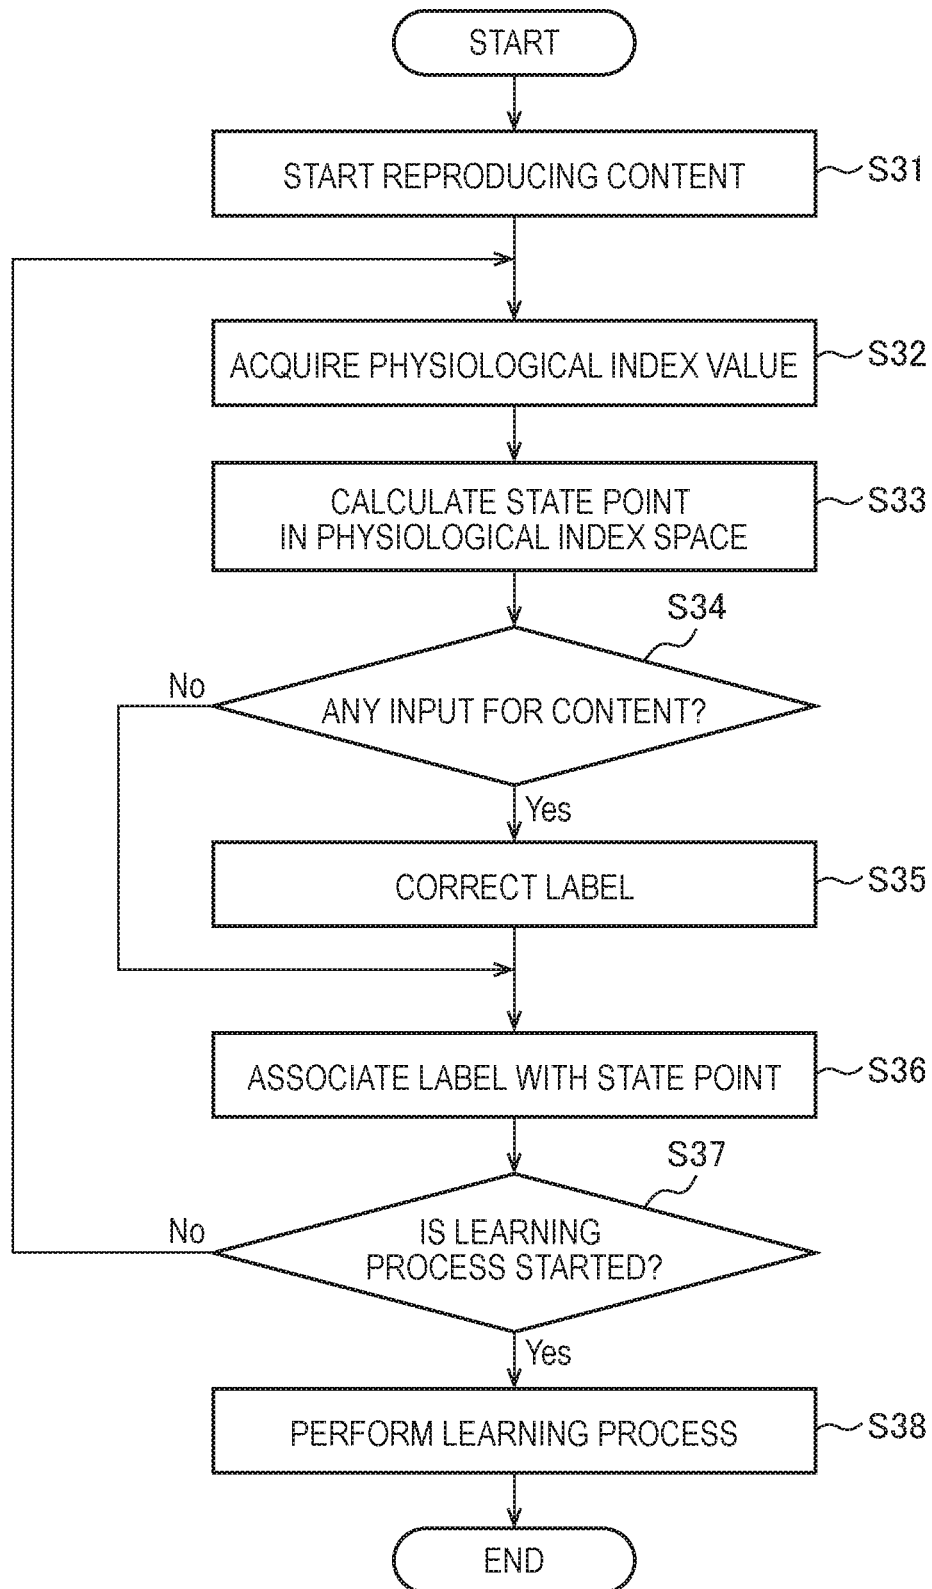 START
START REPRODUCING CONTENT
S31
ACQUIRE PHYSIOLOGICAL INDEX VALUE
S32
CALCULATE STATE POINT
IN PHYSIOLOGICAL INDEX SPACE
S33
S34
No
ANY INPUT FOR CONTENT?
Yes
CORRECT LABEL
S35
ASSOCIATE LABEL WITH STATE POINT
S36
S37
No
IS LEARNING
PROCESS STARTED?
Yes
PERFORM LEARNING PROCESS
S38
END